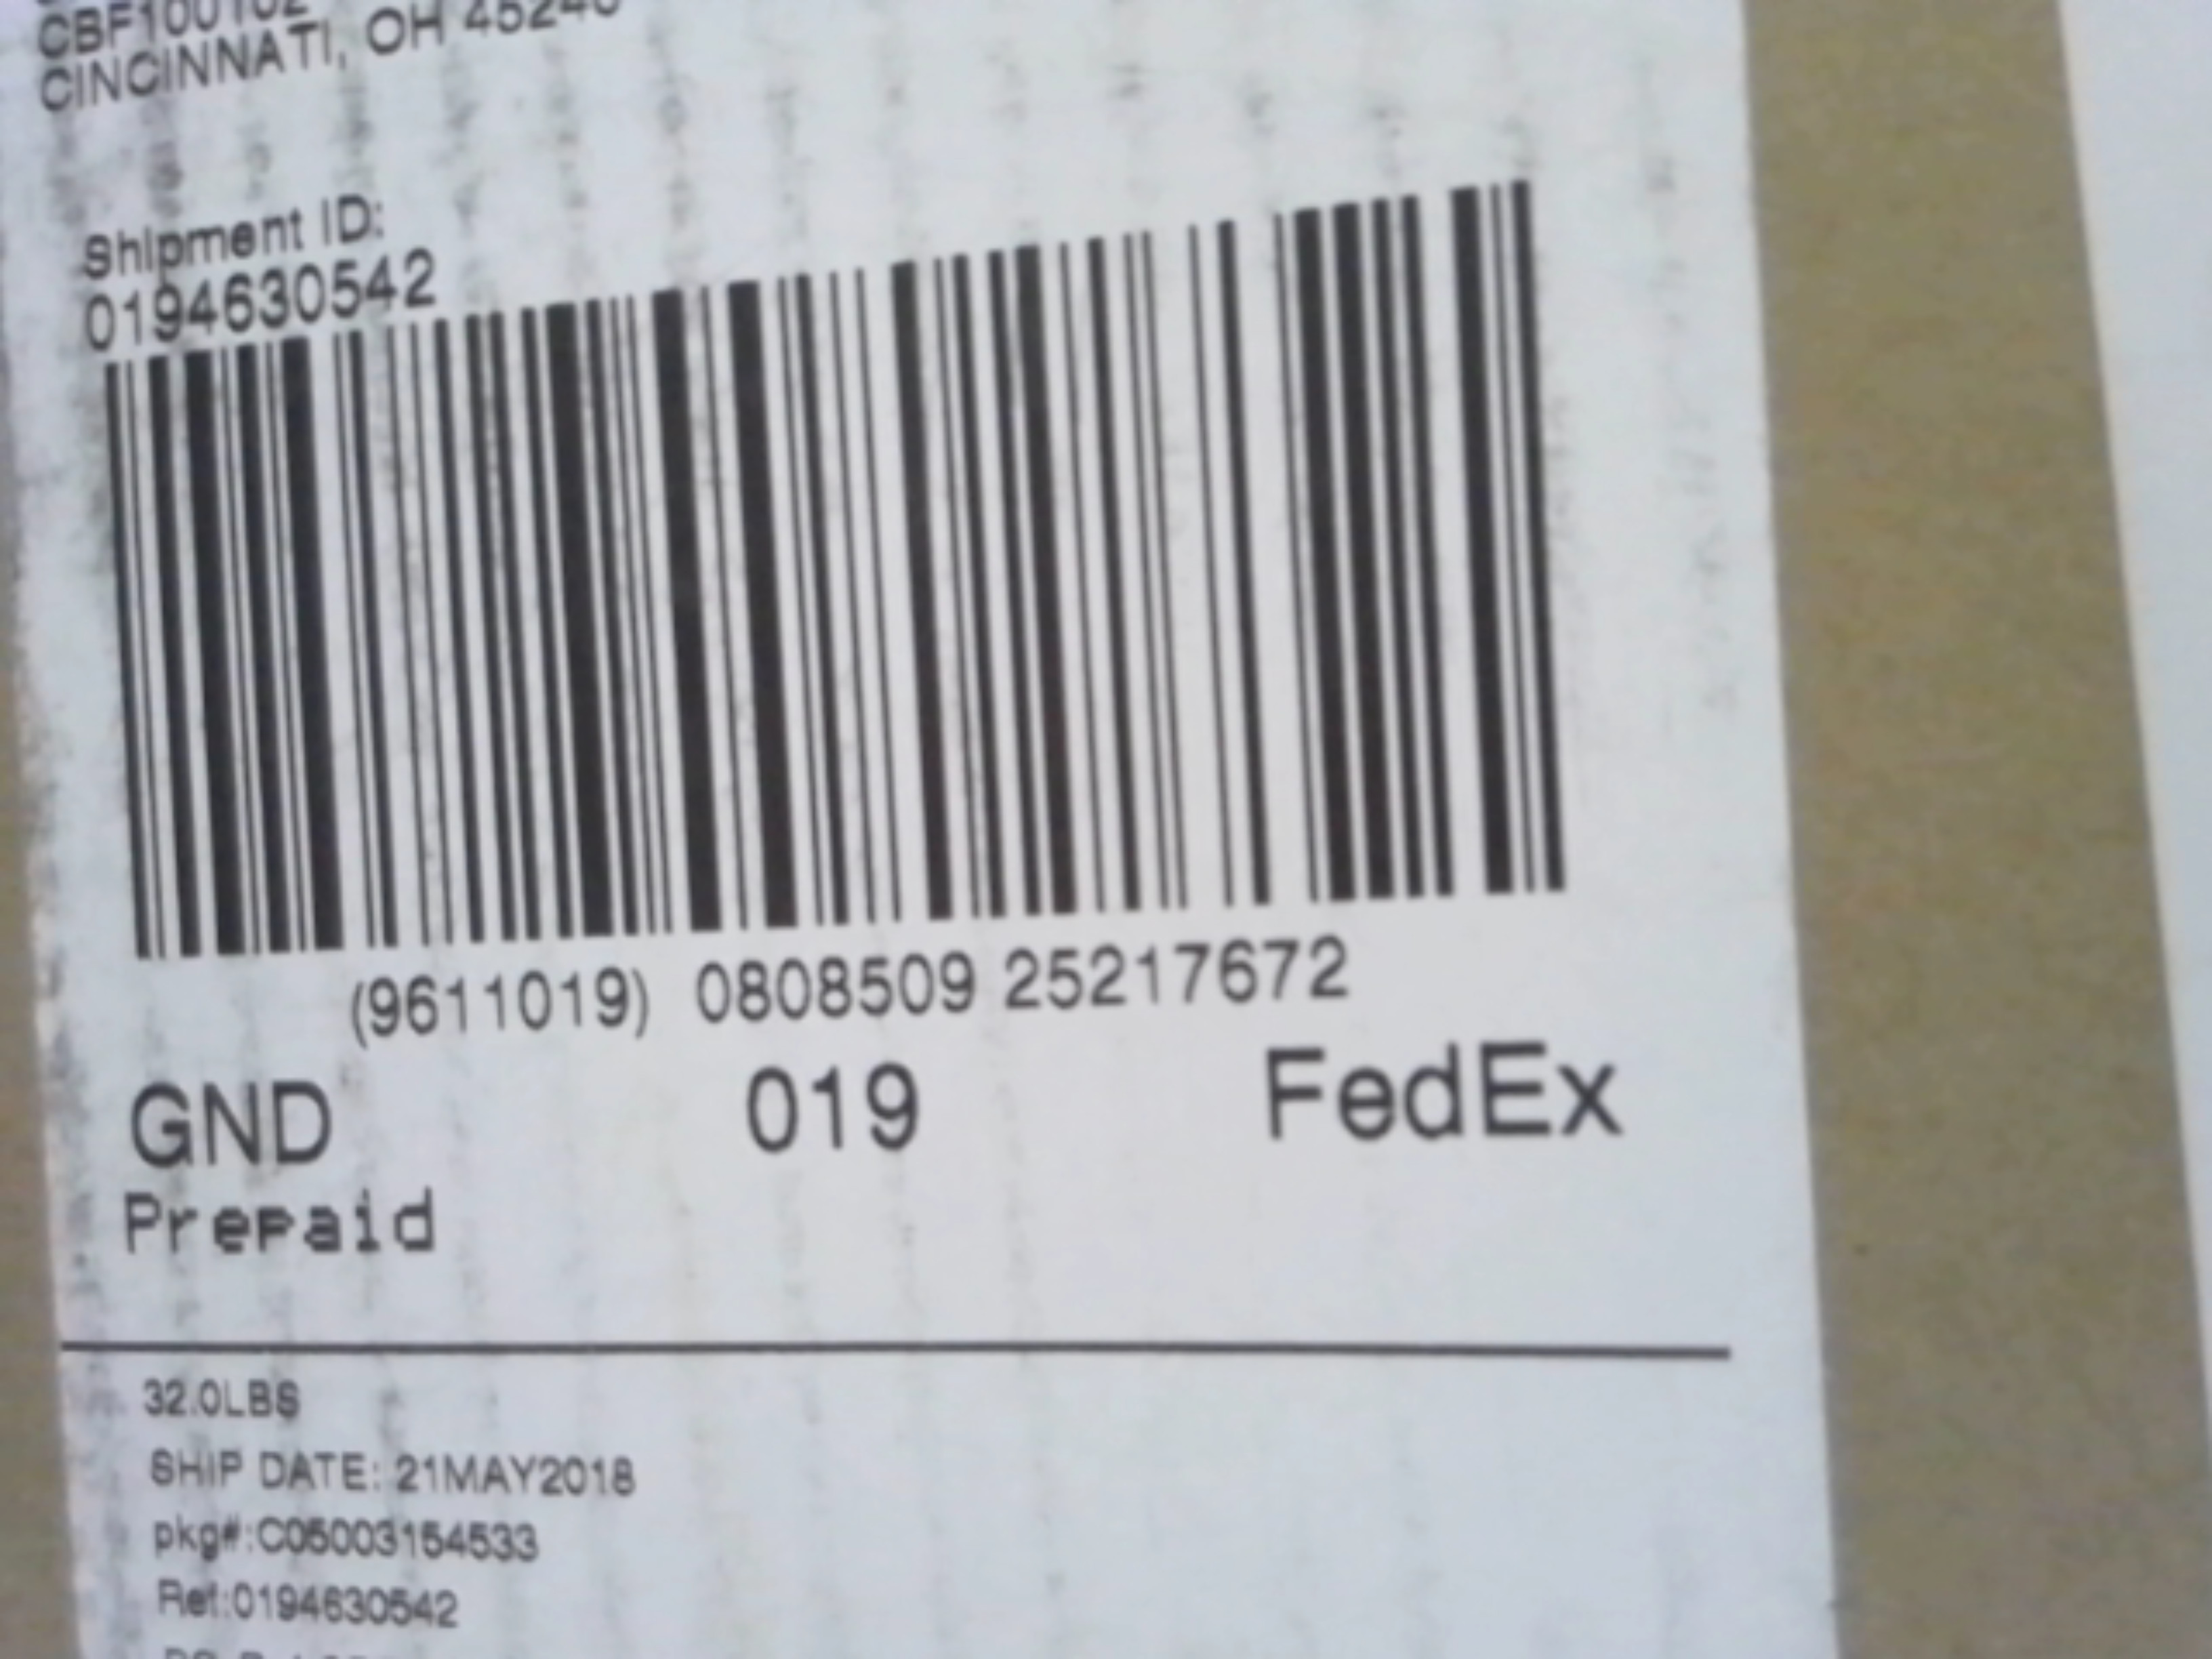 CBF100102
CINCINNATI, OH 45240
Shipment ID:
0194630542
(9611019) 0808509 25217672
GND 019 FedEx
Prepaid
32.0LBS
SHIP DATE: 21MAY2018
pkg#:C05003154533
Ref:0194630542